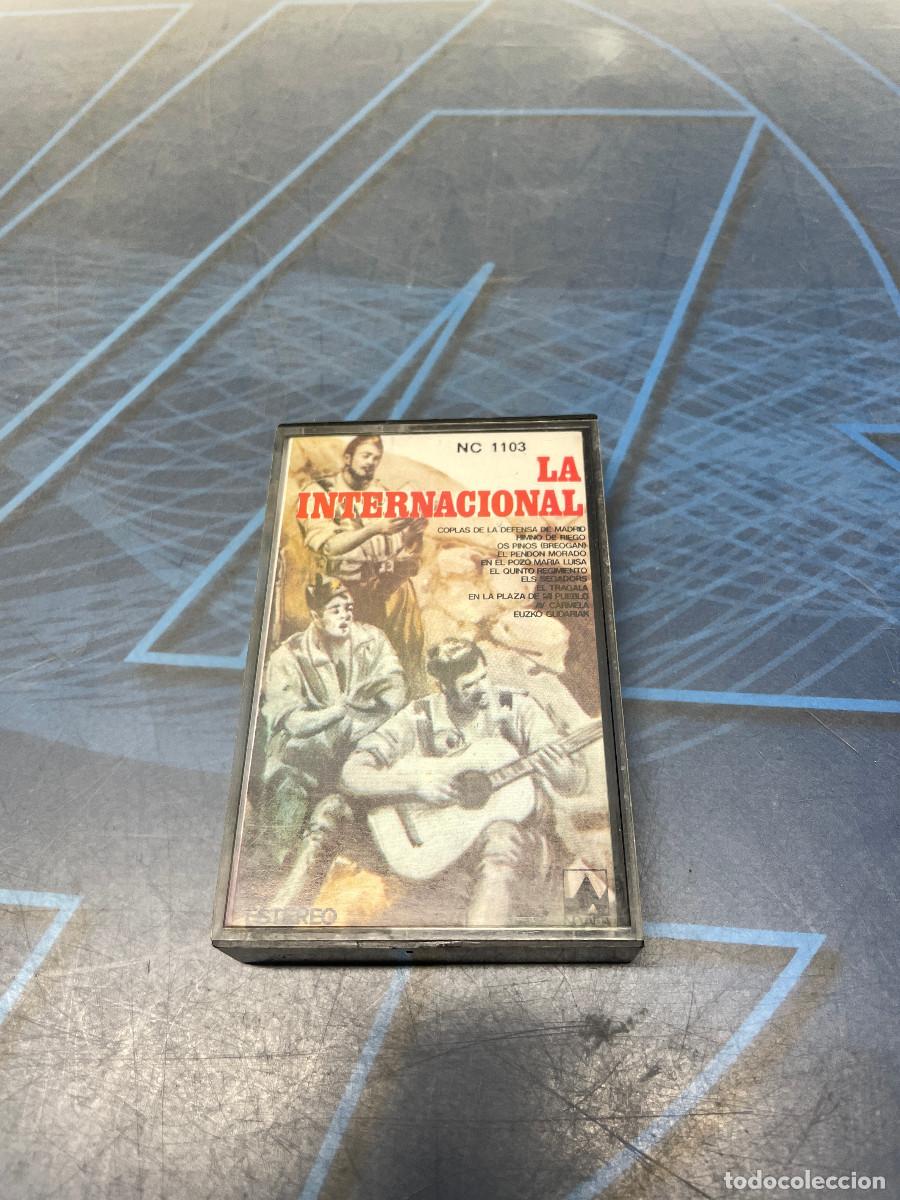 NC 1103
LA
INTERNACIONAL
COPLAS DE LA DEFENSA DE MADRID
HIMNO DE RIEGO
OS PINOS (BREOGAN)
EL PENDON MORADO
EN EL POZO MARIA LUISA
EL QUINTO REGIMIENTO
ELS SEGADORS
EL TRAGALA
EN LA PLAZA DE MI PUEBLO
AY CARMELA
EUZKO GUDARIAK
ESTEREO
todocoleccion